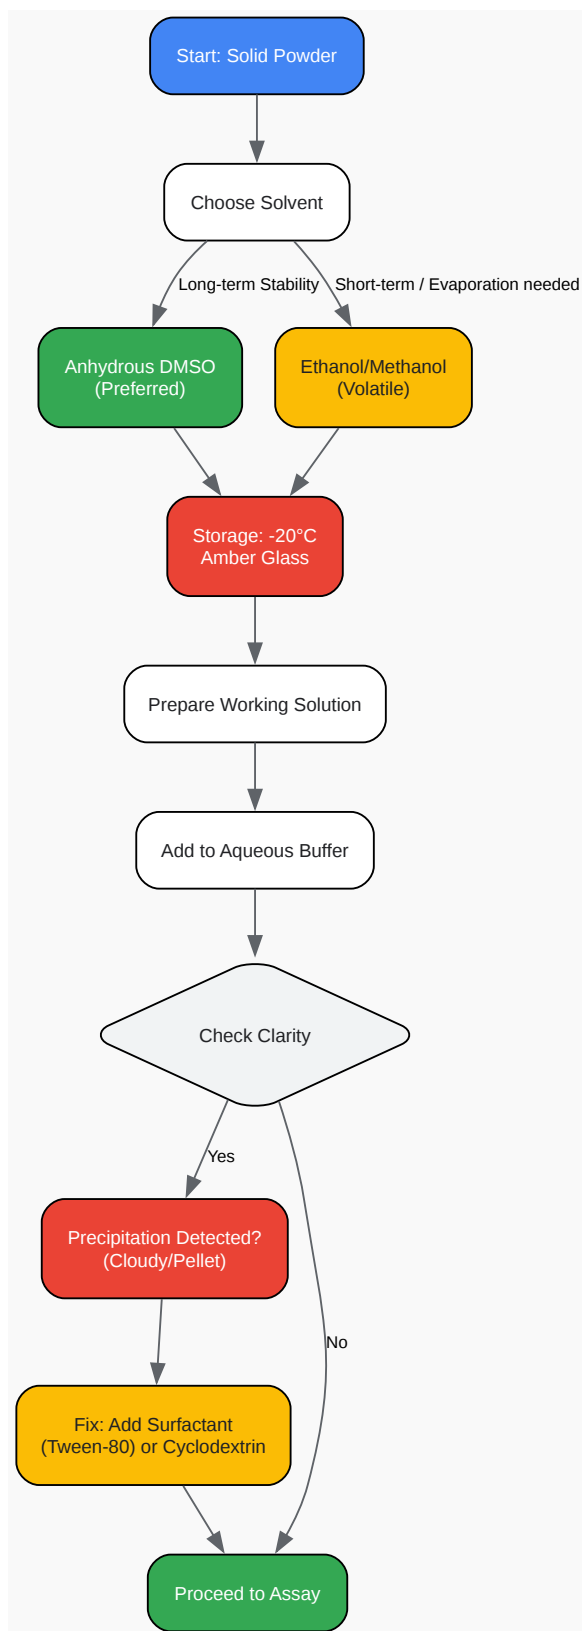 Start: Solid Powder
Choose Solvent
Long-term Stability
Short-term / Evaporation needed
Anhydrous DMSO
(Preferred)
Ethanol/Methanol
(Volatile)
Storage: -20°C
Amber Glass
Prepare Working Solution
Add to Aqueous Buffer
Check Clarity
Yes
Precipitation Detected?
(Cloudy/Pellet)
No
Fix: Add Surfactant
(Tween-80) or Cyclodextrin
Proceed to Assay